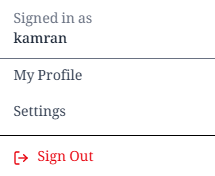 Signed in as
kamran
My Profile
Settings
Sign Out